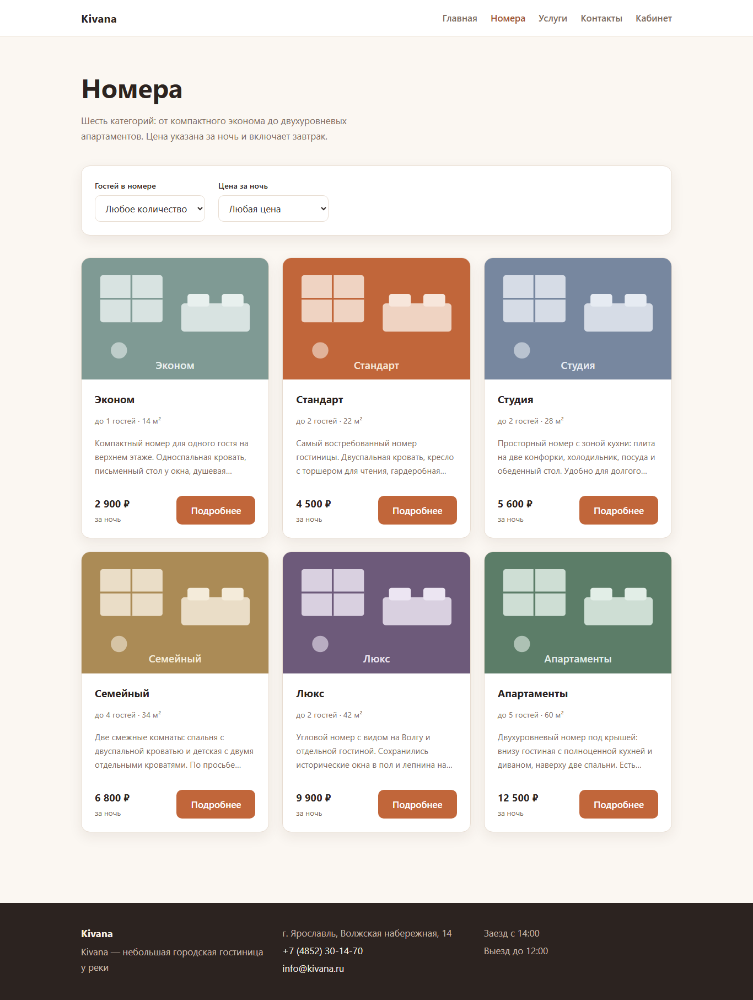 Kivana
Главная Номера Услуги Контакты Кабинет
Номера
Шесть категорий: от компактного эконома до двухуровневых
апартаментов. Цена указана за ночь и включает завтрак.
Гостей в номере
Любое количество
Цена за ночь
Любая цена
Эконом
Эконом
до 1 гостей · 14 м²
Компактный номер для одного гостя на
верхнем этаже. Односпальная кровать,
письменный стол у окна, душевая...
2 900 ₽
за ночь
Подробнее
Стандарт
Стандарт
до 2 гостей · 22 м²
Самый востребованный номер
гостиницы. Двуспальная кровать, кресло
с торшером для чтения, гардеробная...
4 500 ₽
за ночь
Подробнее
Студия
Студия
до 2 гостей · 28 м²
Просторный номер с зоной кухни: плита
на две конфорки, холодильник, посуда и
обеденный стол. Удобно для долгого...
5 600 ₽
за ночь
Подробнее
Семейный
Семейный
до 4 гостей · 34 м²
Две смежные комнаты: спальня с
двуспальной кроватью и детская с двумя
отдельными кроватями. По просьбе...
6 800 ₽
за ночь
Подробнее
Люкс
Люкс
до 2 гостей · 42 м²
Угловой номер с видом на Волгу и
отдельной гостиной. Сохранились
исторические окна в пол и лепнина на...
9 900 ₽
за ночь
Подробнее
Апартаменты
Апартаменты
до 5 гостей · 60 м²
Двухуровневый номер под крышей:
внизу гостиная с полноценной кухней и
диваном, наверху две спальни. Есть...
12 500 ₽
за ночь
Подробнее
Kivana
Kivana — небольшая городская гостиница
у реки
г. Ярославль, Волжская набережная, 14
+7 (4852) 30-14-70
info@kivana.ru
Заезд с 14:00
Выезд до 12:00